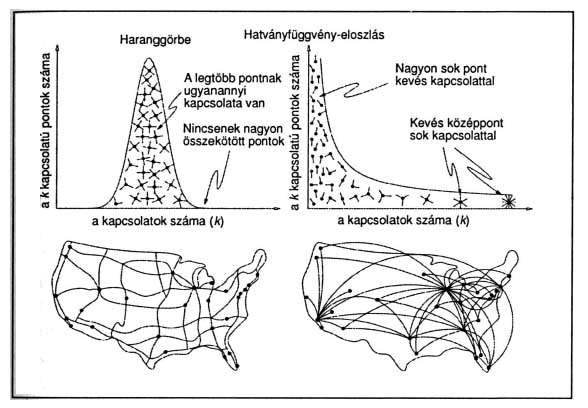 Haranggörbe
a k kapcsolatú pontok száma
A legtöbb pontnak
ugyanannyi
kapcsolata van
Nincsenek nagyon
összekötött pontok
a kapcsolatok száma (k)
Hatványfüggvény-eloszlás
a k kapcsolatú pontok száma
Nagyon sok pont
kevés kapcsolattal
Kevés középpont
sok kapcsolattal
a kapcsolatok száma (k)